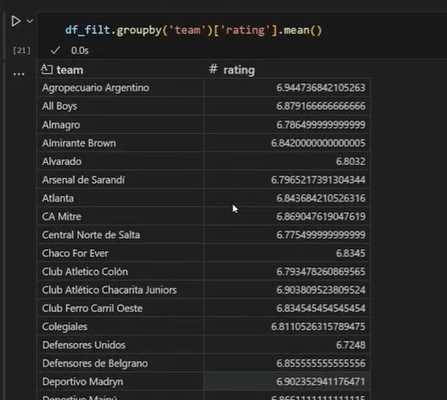 df_filt.groupby('team')['rating'].mean()
[21]
0.0s
team # rating
Agropecuario Argentino 6.944736842105263
All Boys 6.879166666666666
Almagro 6.786499999999999
Almirante Brown 6.8420000000000005
Alvarado 6.8032
Arsenal de Sarandí 6.7965217391304344
Atlanta 6.843684210526316
CA Mitre 6.869047619047619
Central Norte de Salta 6.775499999999999
Chaco For Ever 6.8345
Club Atletico Colón 6.793478260869565
Club Atlético Chacarita Juniors 6.903809523809524
Club Ferro Carril Oeste 6.834545454545454
Colegiales 6.8110526315789475
Defensores Unidos 6.7248
Defensores de Belgrano 6.855555555555556
Deportivo Madryn 6.902352941176471